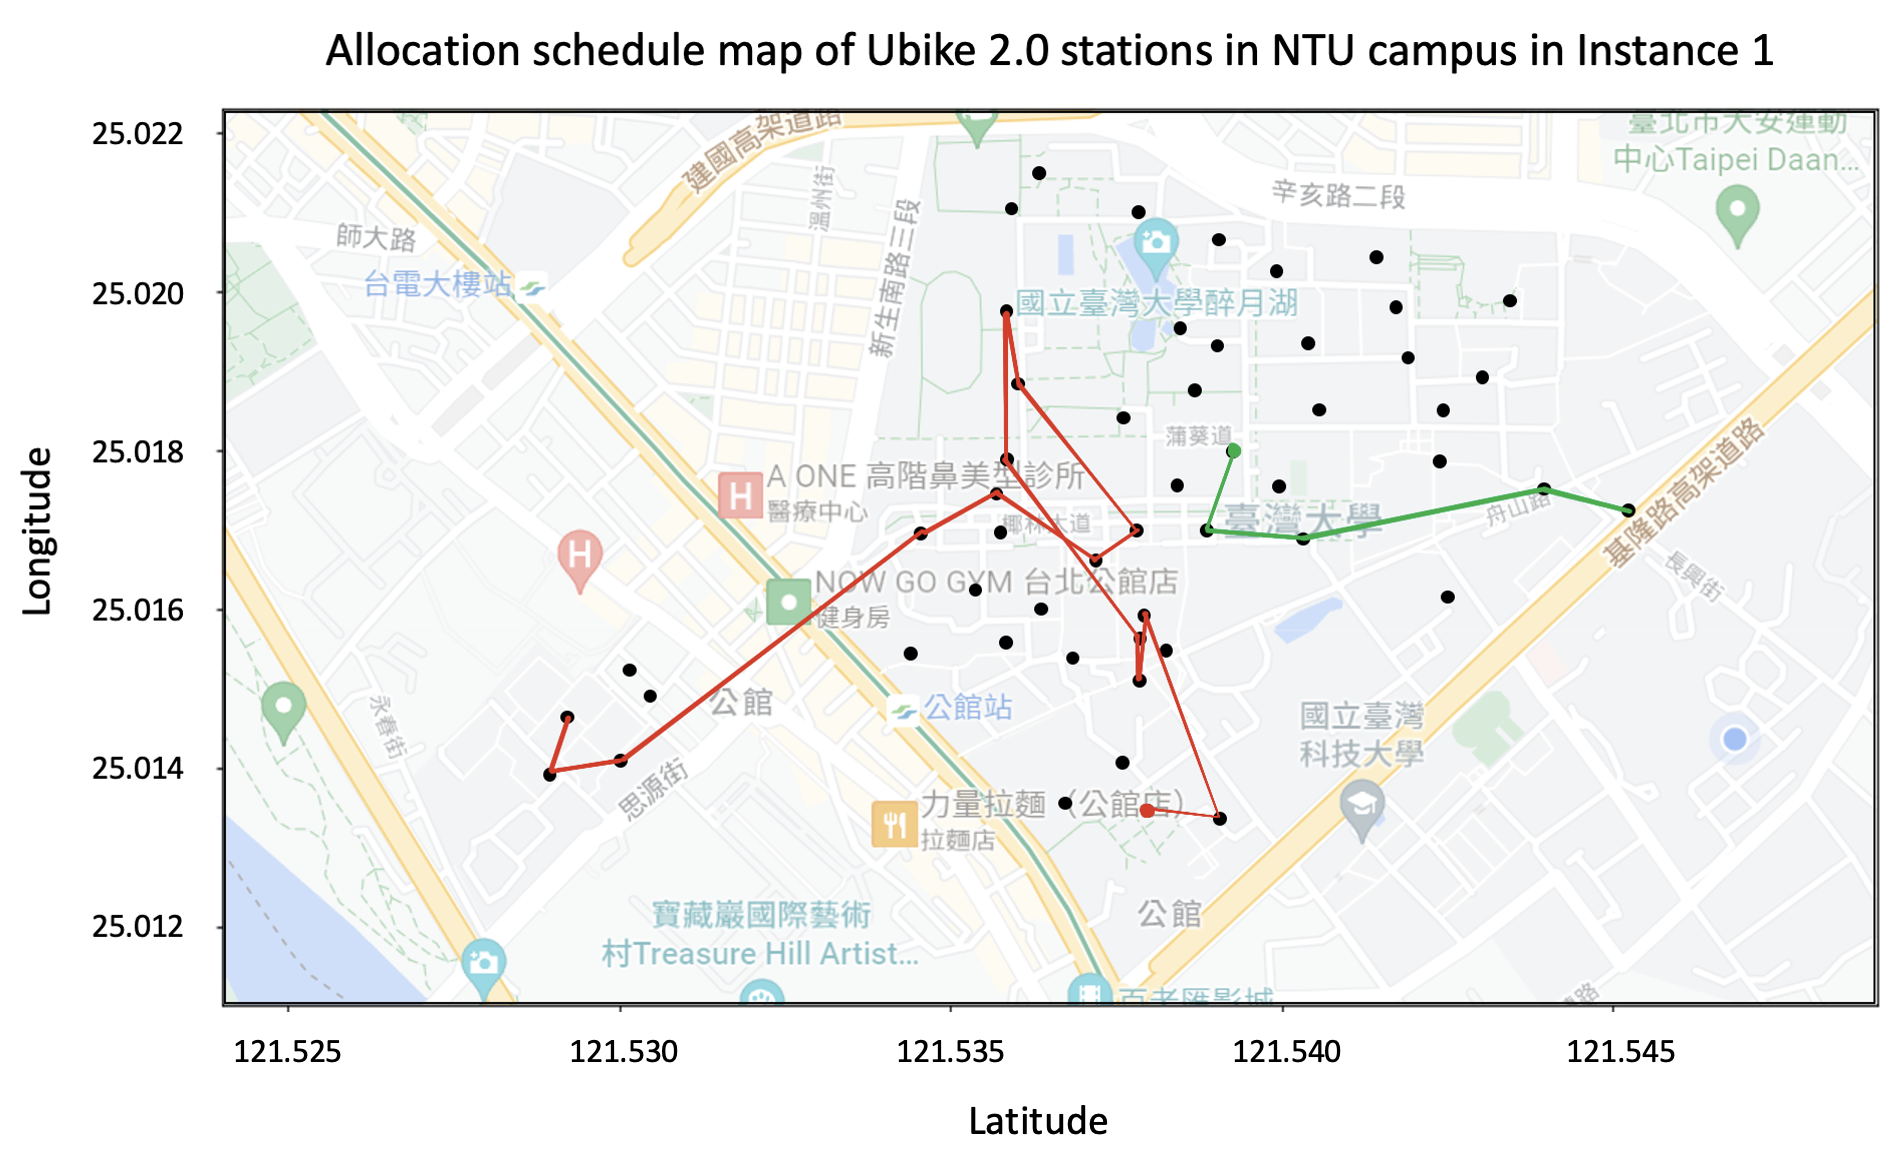 Allocation schedule map of Ubike 2.0 stations in NTU campus in Instance 1
25.022
25.020
25.018
25.016
25.014
25.012
Longitude
建國高架道路
溫州街
新生南路三段
師大路
台電大樓站
國立臺灣大學醉月湖
辛亥路二段
臺北市大安運動
中心Taipei Daan...
蒲葵道
A ONE 高階鼻美型診所
醫療中心
椰林大道
臺灣大學
舟山路
基隆路高架道路
長興街
NOW GO GYM 台北公館店
健身房
永春街
公館
公館站
思源街
國立臺灣
科技大學
力量拉麵（公館店）
拉麵店
寶藏巖國際藝術
村Treasure Hill Artist...
公館
百老匯影城
121.525
121.530
121.535
121.540
121.545
Latitude